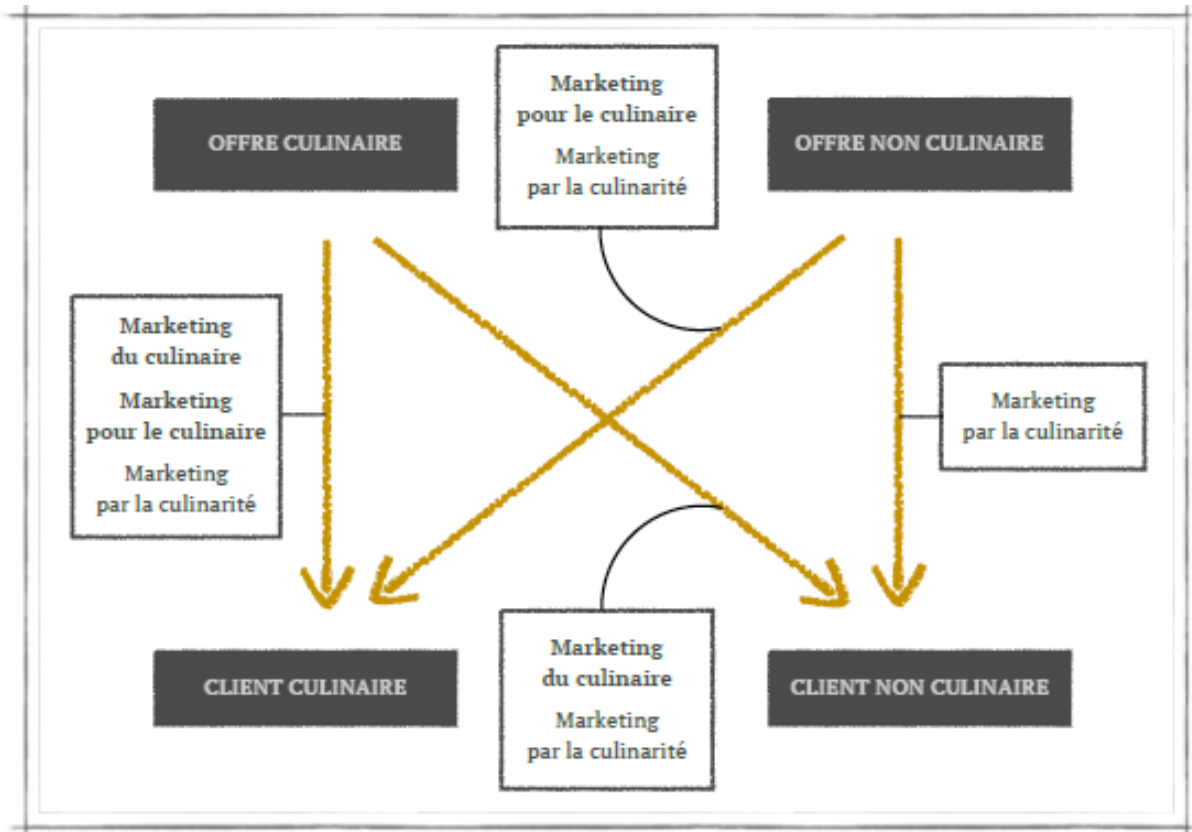 Marketing
pour le culinaire
Marketing
par la culinarité
OFFRE CULINAIRE
OFFRE NON CULINAIRE
Marketing
du culinaire
Marketing
pour le culinaire
Marketing
par la culinarité
Marketing
par la culinarité
Marketing
du culinaire
Marketing
par la culinarité
CLIENT CULINAIRE
CLIENT NON CULINAIRE